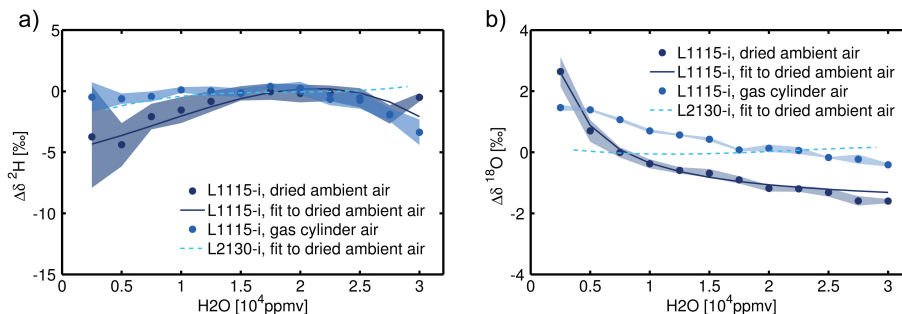 a)
Δδ ²H [‰]
5
0
-5
-10
-15
L1115-i, dried ambient air
L1115-i, fit to dried ambient air
L1115-i, gas cylinder air
L2130-i, fit to dried ambient air
0 0.5 1 1.5 2 2.5 3
H2O [10⁴ppmv]
b)
Δδ ¹⁸O [‰]
4
2
0
-2
-4
L1115-i, dried ambient air
L1115-i, fit to dried ambient air
L1115-i, gas cylinder air
L2130-i, fit to dried ambient air
0 0.5 1 1.5 2 2.5 3
H2O [10⁴ppmv]